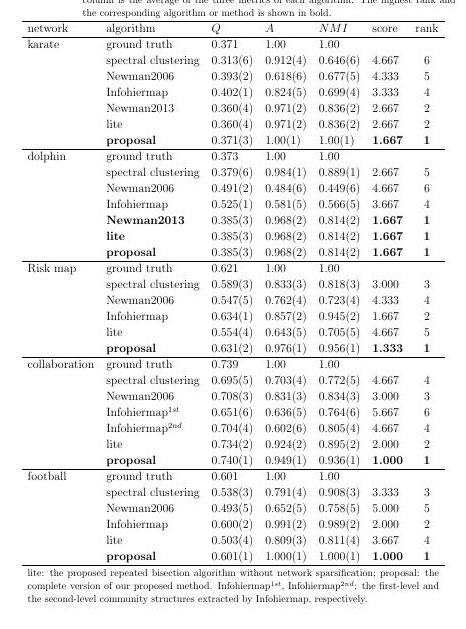 column is the average of the three metrics of each algorithm. The highest rank and
the corresponding algorithm or method is shown in bold.
network algorithm Q A NMI score rank
karate ground truth 0.371 1.00 1.00
spectral clustering 0.313(6) 0.912(4) 0.646(6) 4.667 6
Newman2006 0.393(2) 0.618(6) 0.677(5) 4.333 5
Infohiermap 0.402(1) 0.824(5) 0.699(4) 3.333 4
Newman2013 0.360(4) 0.971(2) 0.836(2) 2.667 2
lite 0.360(4) 0.971(2) 0.836(2) 2.667 2
proposal 0.371(3) 1.00(1) 1.00(1) 1.667 1
dolphin ground truth 0.373 1.00 1.00
spectral clustering 0.379(6) 0.984(1) 0.889(1) 2.667 5
Newman2006 0.491(2) 0.484(6) 0.449(6) 4.667 6
Infohiermap 0.525(1) 0.581(5) 0.566(5) 3.667 4
Newman2013 0.385(3) 0.968(2) 0.814(2) 1.667 1
lite 0.385(3) 0.968(2) 0.814(2) 1.667 1
proposal 0.385(3) 0.968(2) 0.814(2) 1.667 1
Risk map ground truth 0.621 1.00 1.00
spectral clustering 0.589(3) 0.833(3) 0.818(3) 3.000 3
Newman2006 0.547(5) 0.762(4) 0.723(4) 4.333 4
Infohiermap 0.634(1) 0.857(2) 0.945(2) 1.667 2
lite 0.554(4) 0.643(5) 0.705(5) 4.667 5
proposal 0.631(2) 0.976(1) 0.956(1) 1.333 1
collaboration ground truth 0.739 1.00 1.00
spectral clustering 0.695(5) 0.703(4) 0.772(5) 4.667 4
Newman2006 0.708(3) 0.831(3) 0.834(3) 3.000 3
Infohiermap1st 0.651(6) 0.636(5) 0.764(6) 5.667 6
Infohiermap2nd 0.704(4) 0.602(6) 0.805(4) 4.667 4
lite 0.734(2) 0.924(2) 0.895(2) 2.000 2
proposal 0.740(1) 0.949(1) 0.936(1) 1.000 1
football ground truth 0.601 1.00 1.00
spectral clustering 0.538(3) 0.791(4) 0.908(3) 3.333 3
Newman2006 0.493(5) 0.652(5) 0.758(5) 5.000 5
Infohiermap 0.600(2) 0.991(2) 0.989(2) 2.000 2
lite 0.503(4) 0.809(3) 0.811(4) 3.667 4
proposal 0.601(1) 1.000(1) 1.000(1) 1.000 1
lite: the proposed repeated bisection algorithm without network sparsification; proposal: the
complete version of our proposed method. Infohiermap1st, Infohiermap2nd: the first-level and
the second-level community structures extracted by Infohiermap, respectively.